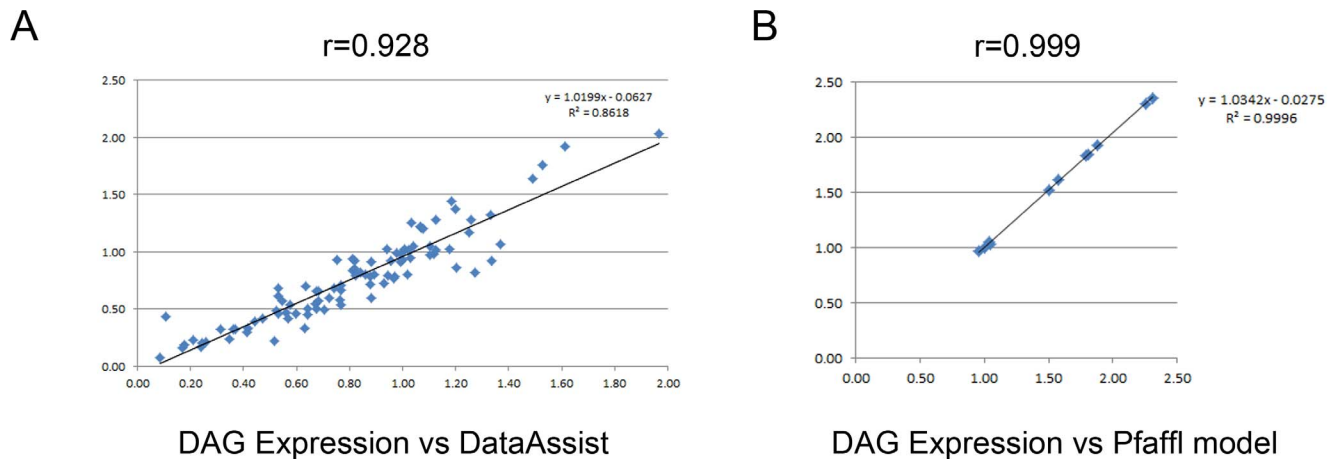 A
r=0.928
2.50
2.00
1.50
1.00
0.50
0.00
y = 1.0199x - 0.0627
R² = 0.8618
0.00 0.20 0.40 0.60 0.80 1.00 1.20 1.40 1.60 1.80 2.00
DAG Expression vs DataAssist
B
r=0.999
2.50
2.00
1.50
1.00
0.50
0.00
y = 1.0342x - 0.0275
R² = 0.9996
0.00 0.50 1.00 1.50 2.00 2.50
DAG Expression vs Pfaffl model